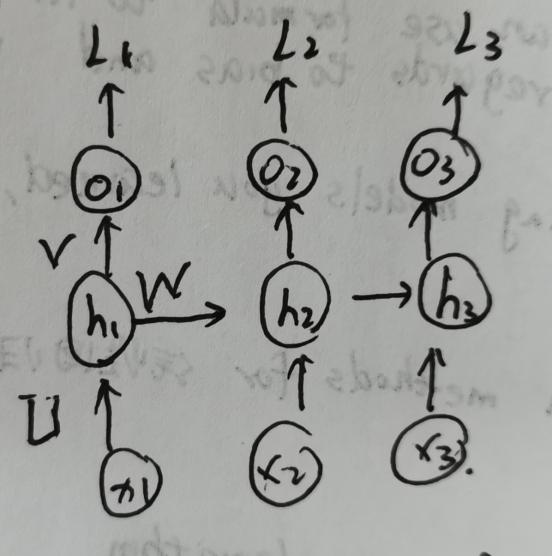 L1 L2 L3
o1 o2 o3
V
h1 W h2 h3
U
x1 x2 x3.